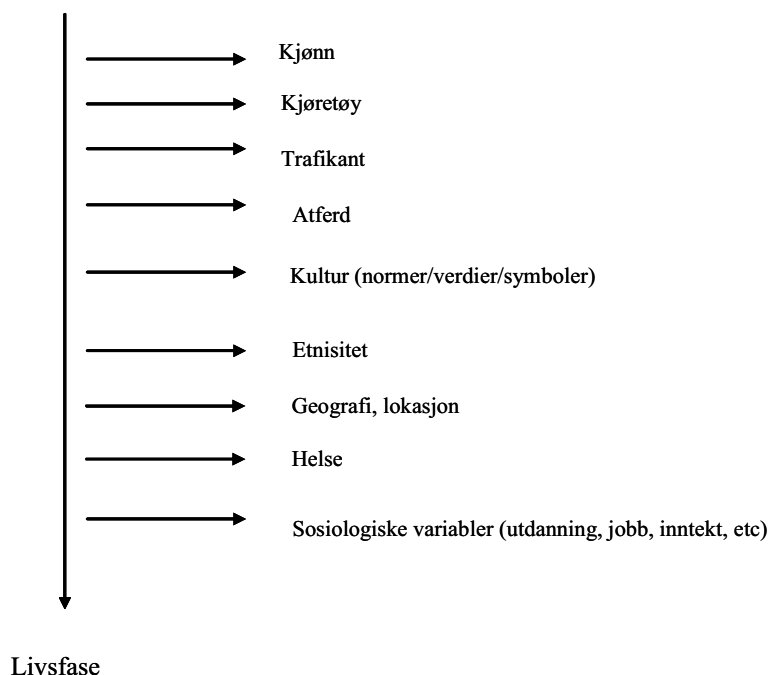 Kjønn
Kjøretøy
Trafikant
Atferd
Kultur (normer/verdier/symboler)
Etnisitet
Geografi, lokasjon
Helse
Sosiologiske variabler (utdanning, jobb, inntekt, etc)
Livsfase